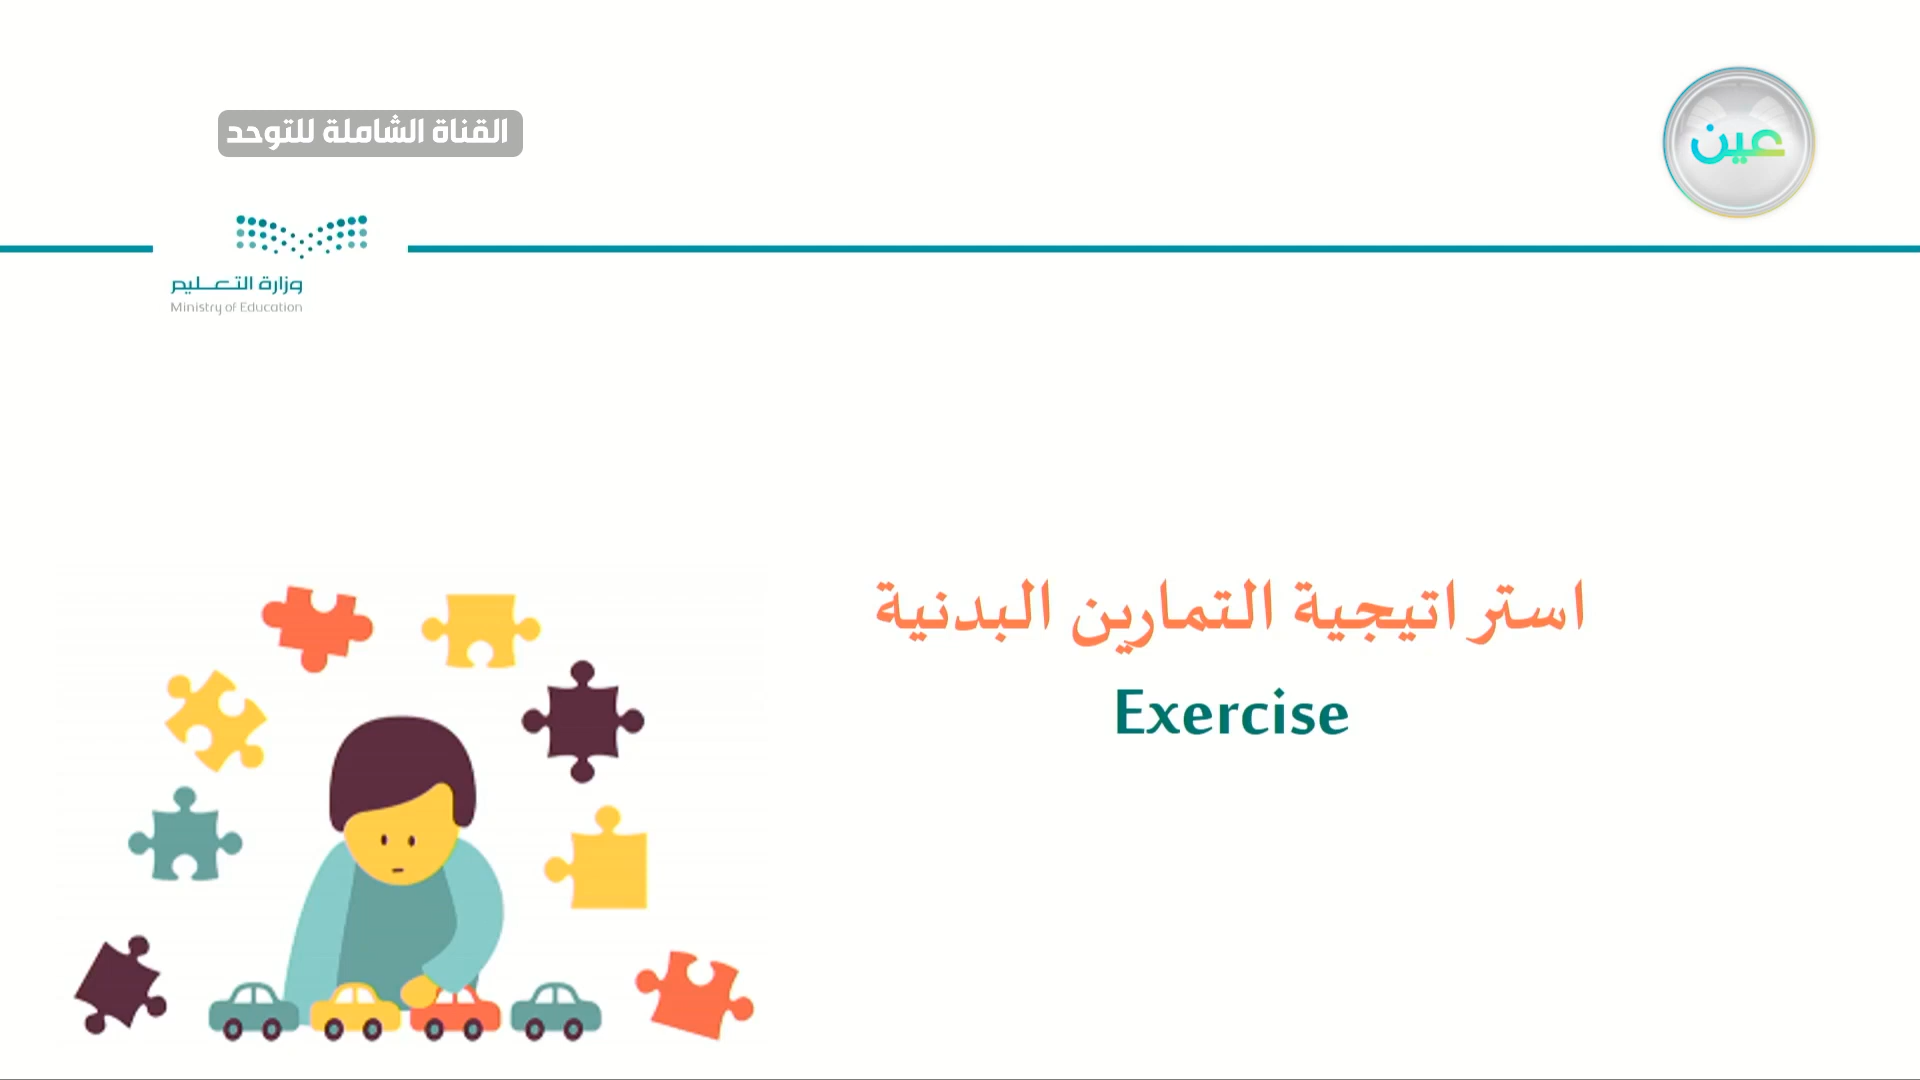 القناة الشاملة للتوحد
عين
وزارة التعليم
Ministry of Education
استراتيجية التمارين البدنية
Exercise